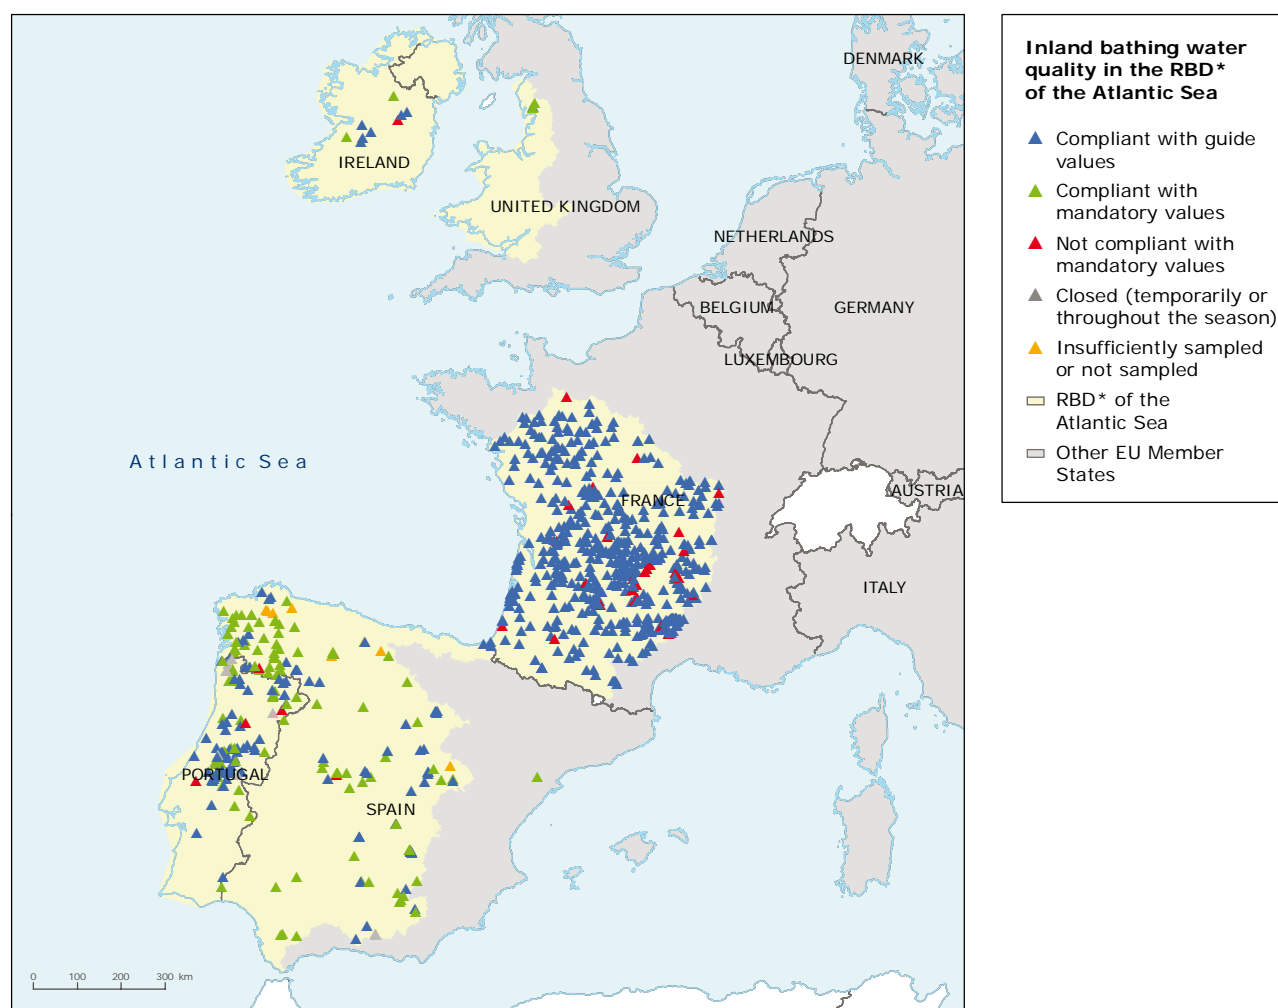 DENMARK
IRELAND
UNITED KINGDOM
NETHERLANDS
BELGIUM
GERMANY
LUXEMBOURG
Atlantic Sea
FRANCE
AUSTRIA
ITALY
PORTUGAL
SPAIN
0 100 200 300 km
Inland bathing water
quality in the RBD*
of the Atlantic Sea
Compliant with guide
values
Compliant with
mandatory values
Not compliant with
mandatory values
Closed (temporarily or
throughout the season)
Insufficiently sampled
or not sampled
RBD* of the
Atlantic Sea
Other EU Member
States